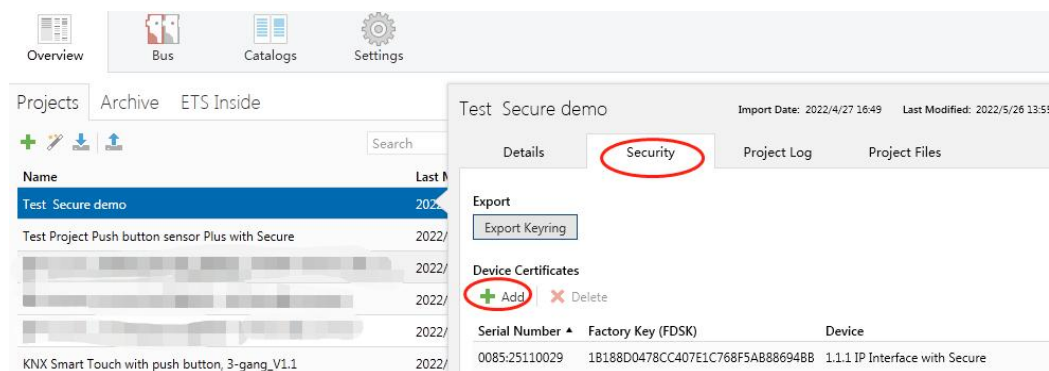 Overview Bus Catalogs Settings
Projects Archive ETS Inside
Search
Name Last M
Test Secure demo 2022
Test Project Push button sensor Plus with Secure 2022/
2022/
2022/
2022/
KNX Smart Touch with push button, 3-gang_V1.1 2022/
Test Secure demo Import Date: 2022/4/27 16:49 Last Modified: 2022/5/26 13:55
Details Security Project Log Project Files
Export
Export Keyring
Device Certificates
Add Delete
Serial Number Factory Key (FDSK) Device
0085:25110029 1B188D0478CC407E1C768F5AB88694BB 1.1.1 IP Interface with Secure